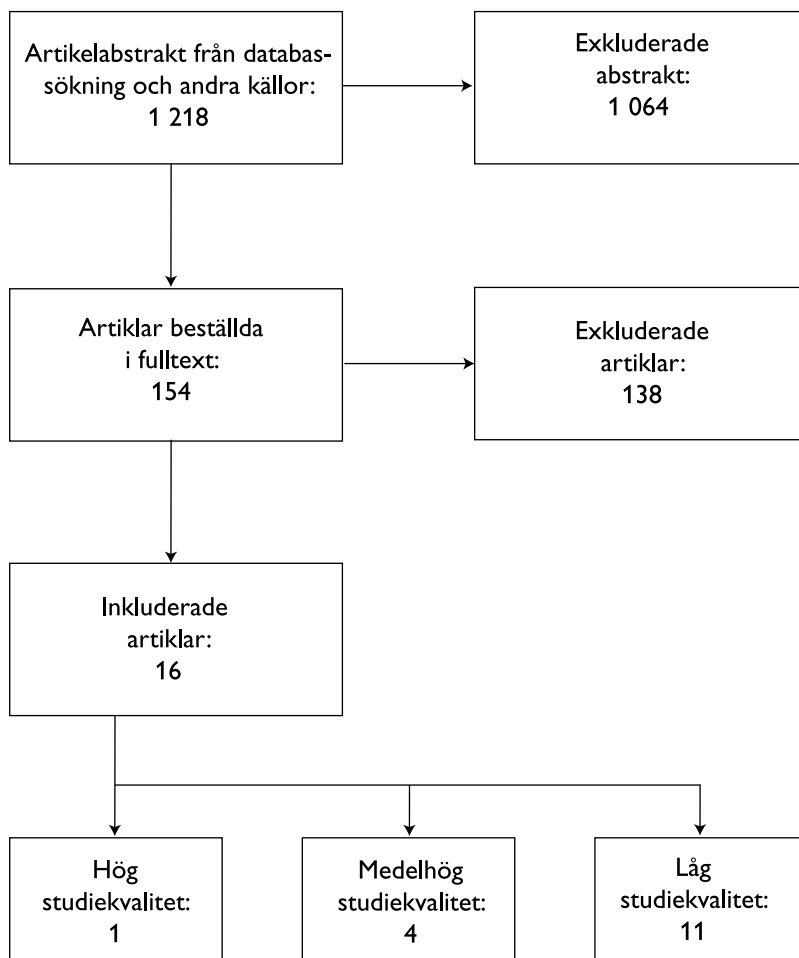 Artikelabstrakt från databas-
sökning och andra källor:
1 218
Exkluderade
abstrakt:
1 064
Artiklar beställda
i fulltext:
154
Exkluderade
artiklar:
138
Inkluderade
artiklar:
16
Hög
studiekvalitet:
1
Medelhög
studiekvalitet:
4
Låg
studiekvalitet:
11